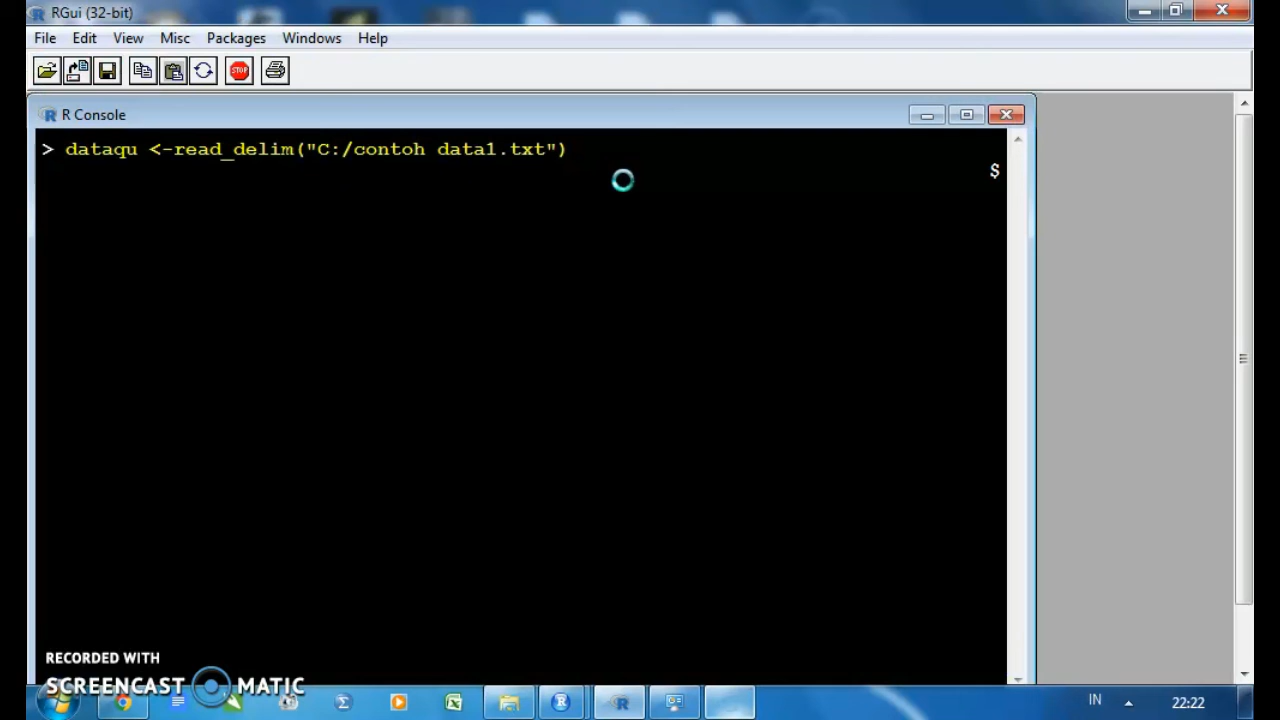 RGui (32-bit)
File Edit View Misc Packages Windows Help
STOP
R Console
> dataqu <-read_delim("C:/contoh data1.txt")
$
RECORDED WITH
SCREENCAST MATIC
IN 22:22